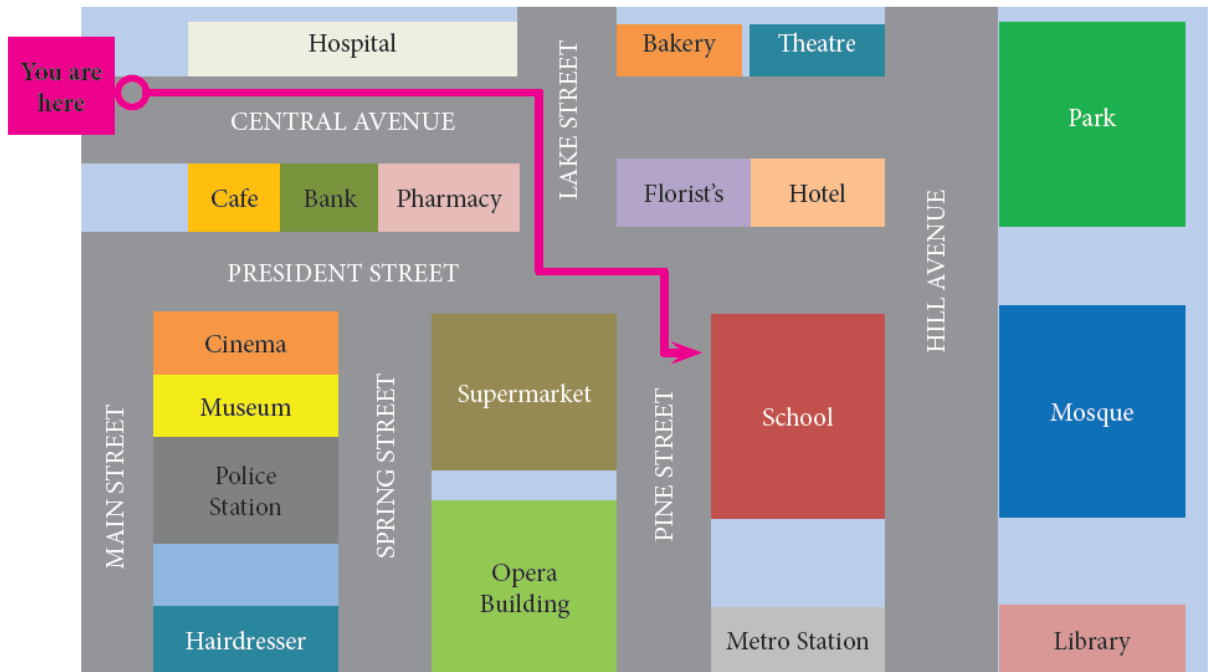 Hospital
Bakery
Theatre
You are
here
CENTRAL AVENUE
LAKE STREET
Park
Cafe
Bank
Pharmacy
Florist's
Hotel
PRESIDENT STREET
HILL AVENUE
Cinema
Museum
Police
Station
Hairdresser
MAIN STREET
SPRING STREET
Supermarket
Opera
Building
PINE STREET
School
Mosque
Metro Station
Library